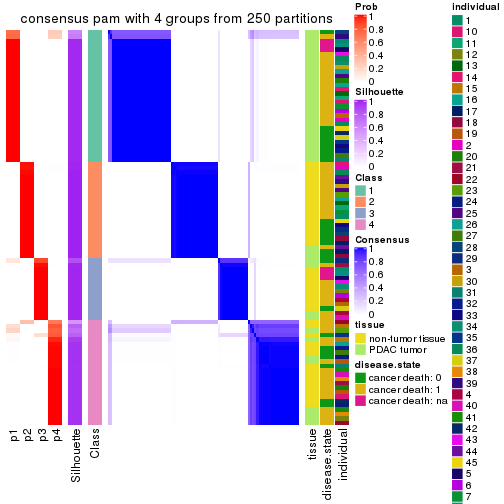 consensus pam with 4 groups from 250 partitions
p1
p2
p3
p4
Silhouette
Class
tissue
disease.state
individual
Prob
1
0.8
0.6
0.4
0.2
0
Silhouette
1
0.8
0.6
0.4
0.2
0
Class
1
2
3
4
Consensus
1
0.8
0.6
0.4
0.2
0
tissue
non-tumor tissue
PDAC tumor
disease.state
cancer death: 0
cancer death: 1
cancer death: na
individual
1
10
11
12
13
14
15
16
17
18
19
2
20
21
22
23
24
25
26
27
28
29
3
30
31
32
33
34
35
36
37
38
39
4
40
41
42
43
44
45
5
6
7